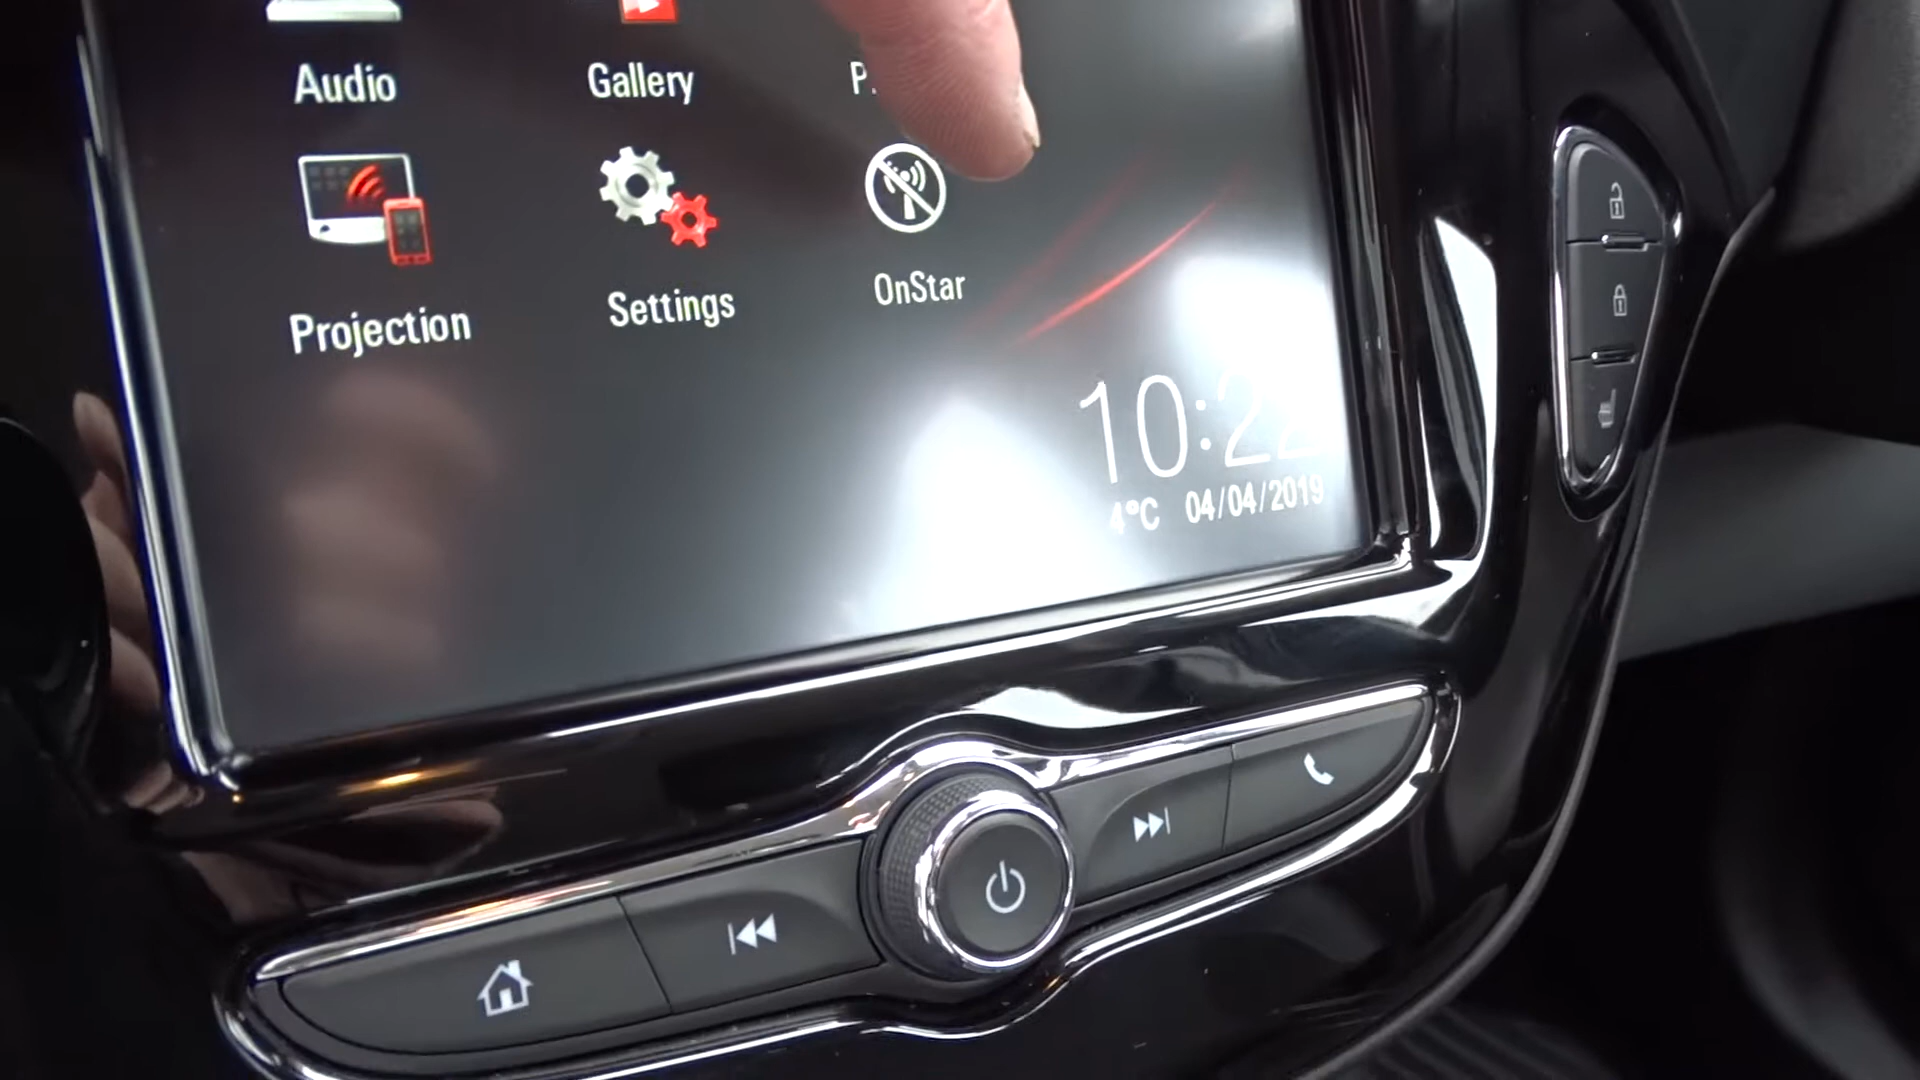 Audio
Gallery
Projection
Settings
OnStar
10:22
4°C 04/04/2019